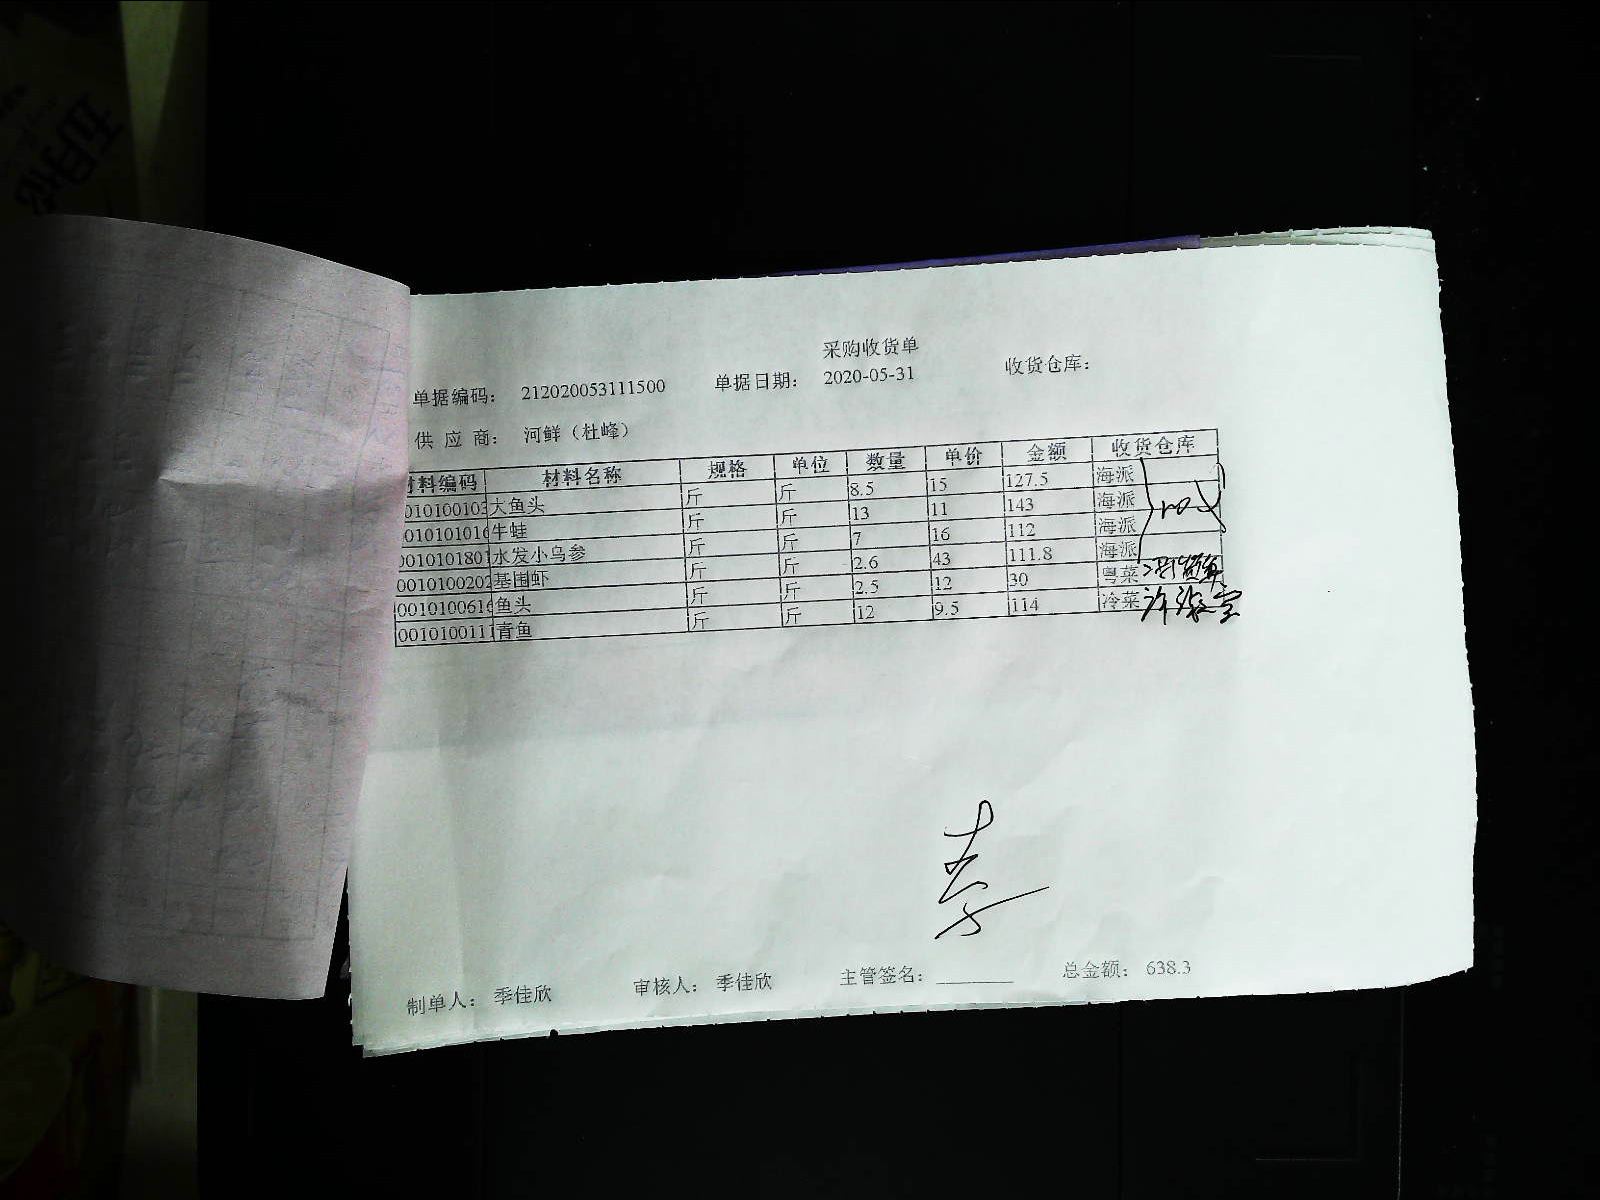 采购收货单
单据编码： 212020053111500 单据日期： 2020-05-31 收货仓库：
供 应 商： 河鲜（杜峰）
材料编码 材料名称 规格 单位 数量 单价 金额 收货仓库
001010010 大鱼头 斤 斤 8.5 15 127.5 海派
001010101 牛蛙 斤 斤 13 11 143 海派
001010180 水发小乌参 斤 斤 7 16 112 海派
001010020 基围虾 斤 斤 2.6 43 111.8 海派
001010061 鱼头 斤 斤 2.5 12 30 粤菜
001010011 青鱼 斤 斤 12 9.5 114 冷菜
李
制单人： 季佳欣 审核人： 季佳欣 主管签名： 总金额： 638.3